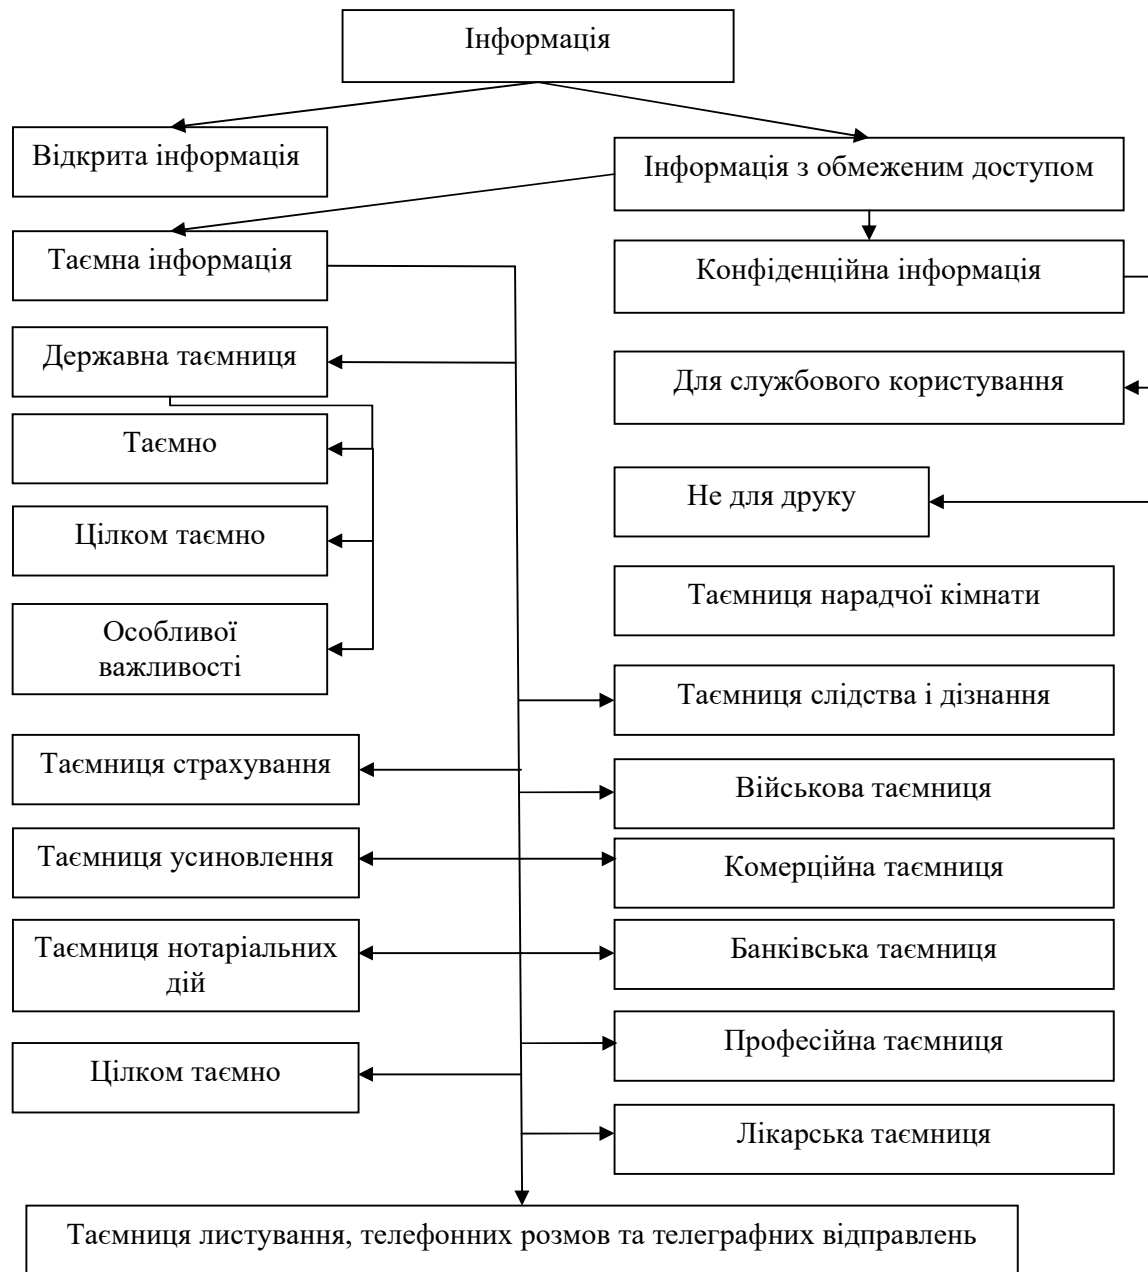 Інформація
Відкрита інформація
Інформація з обмеженим доступом
Таємна інформація
Конфіденційна інформація
Державна таємниця
Для службового користування
Таємно
Не для друку
Цілком таємно
Таємниця нарадчої кімнати
Особливої
важливості
Таємниця слідства і дізнання
Таємниця страхування
Військова таємниця
Таємниця усиновлення
Комерційна таємниця
Таємниця нотаріальних
дій
Банківська таємниця
Професійна таємниця
Цілком таємно
Лікарська таємниця
Таємниця листування, телефонних розмов та телеграфних відправлень